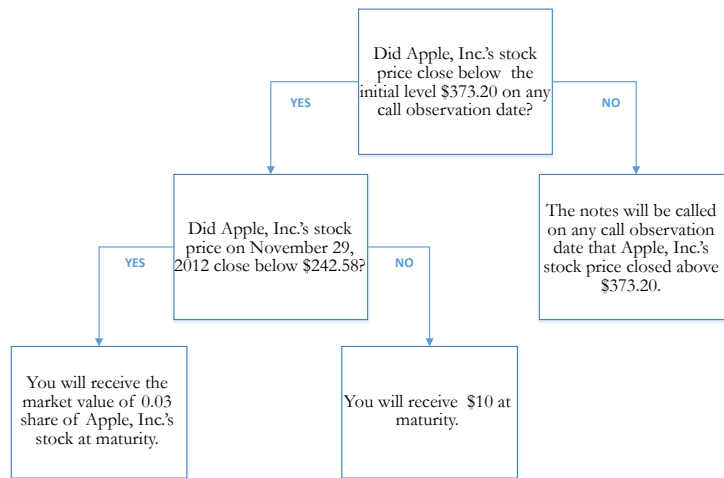 Did Apple, Inc.'s stock
price close below the
initial level $373.20 on any
call observation date?
YES
NO
Did Apple, Inc.'s stock
price on November 29,
2012 close below $242.58?
The notes will be called
on any call observation
date that Apple, Inc.'s
stock price closed above
$373.20.
YES
NO
You will receive the
market value of 0.03
share of Apple, Inc.'s
stock at maturity.
You will receive $10 at
maturity.